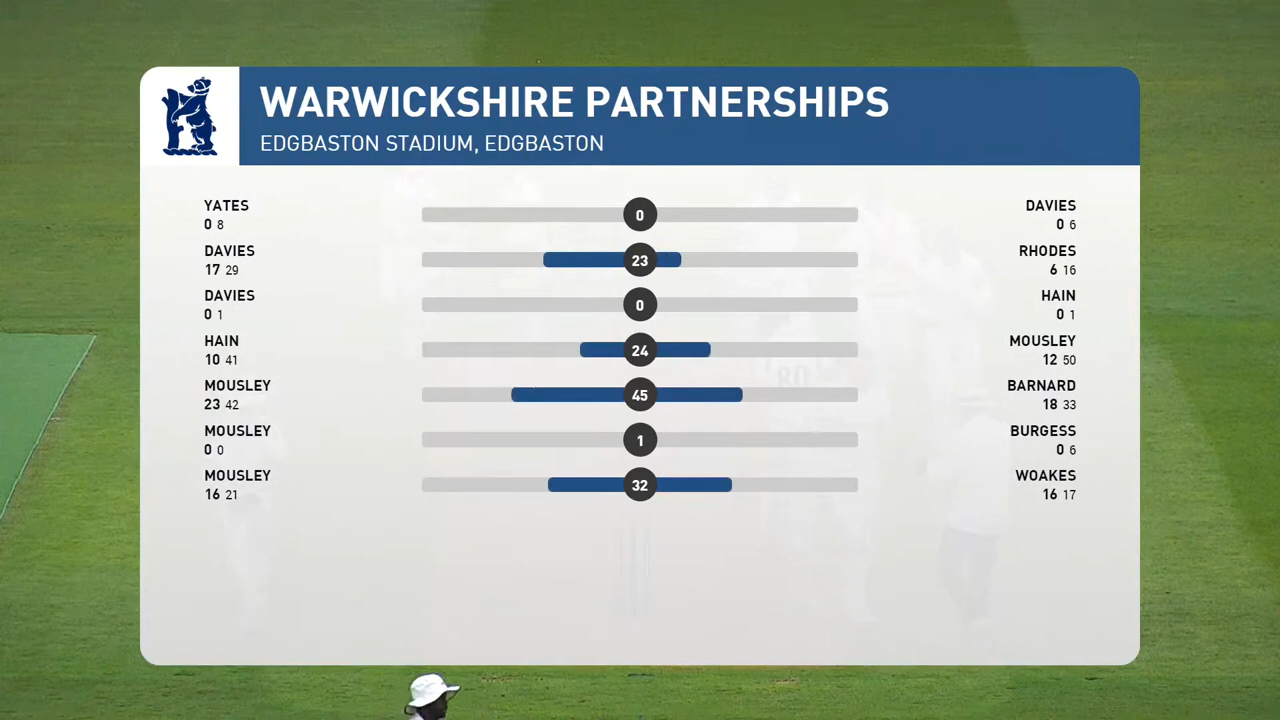 WARWICKSHIRE PARTNERSHIPS
EDGBASTON STADIUM, EDGBASTON
YATES 0 DAVIES
0 8 0 6
DAVIES 23 RHODES
17 29 6 16
DAVIES 0 HAIN
0 1 0 1
HAIN 24 MOUSLEY
10 41 12 50
MOUSLEY 45 BARNARD
23 42 18 33
MOUSLEY 1 BURGESS
0 0 0 6
MOUSLEY 32 WOAKES
16 21 16 17